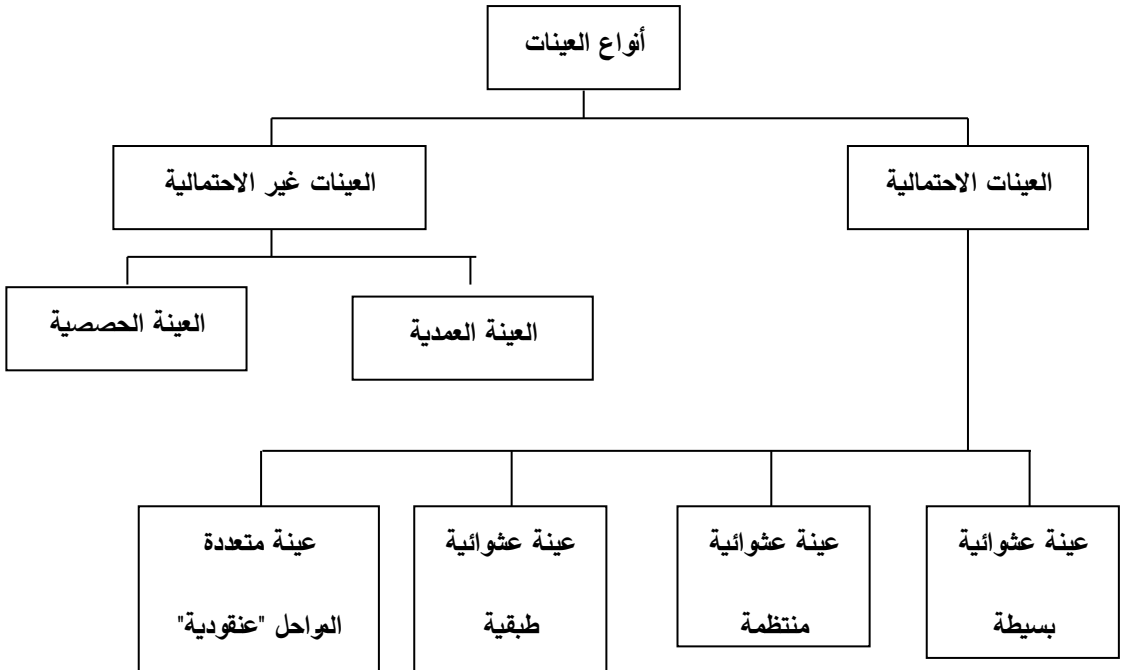 أنواع العينات
العينات الاحتمالية
العينات غير الاحتمالية
العينة العمدية
العينة الحصصية
عينة عشوائية
بسيطة
عينة عشوائية
منتظمة
عينة عشوائية
طبقية
عينة متعددة
المراحل "عنقودية"